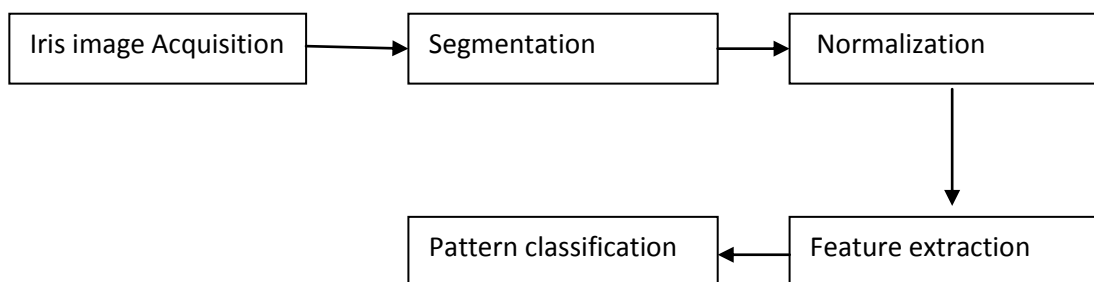 Iris image Acquisition
Segmentation
Normalization
Pattern classification
Feature extraction